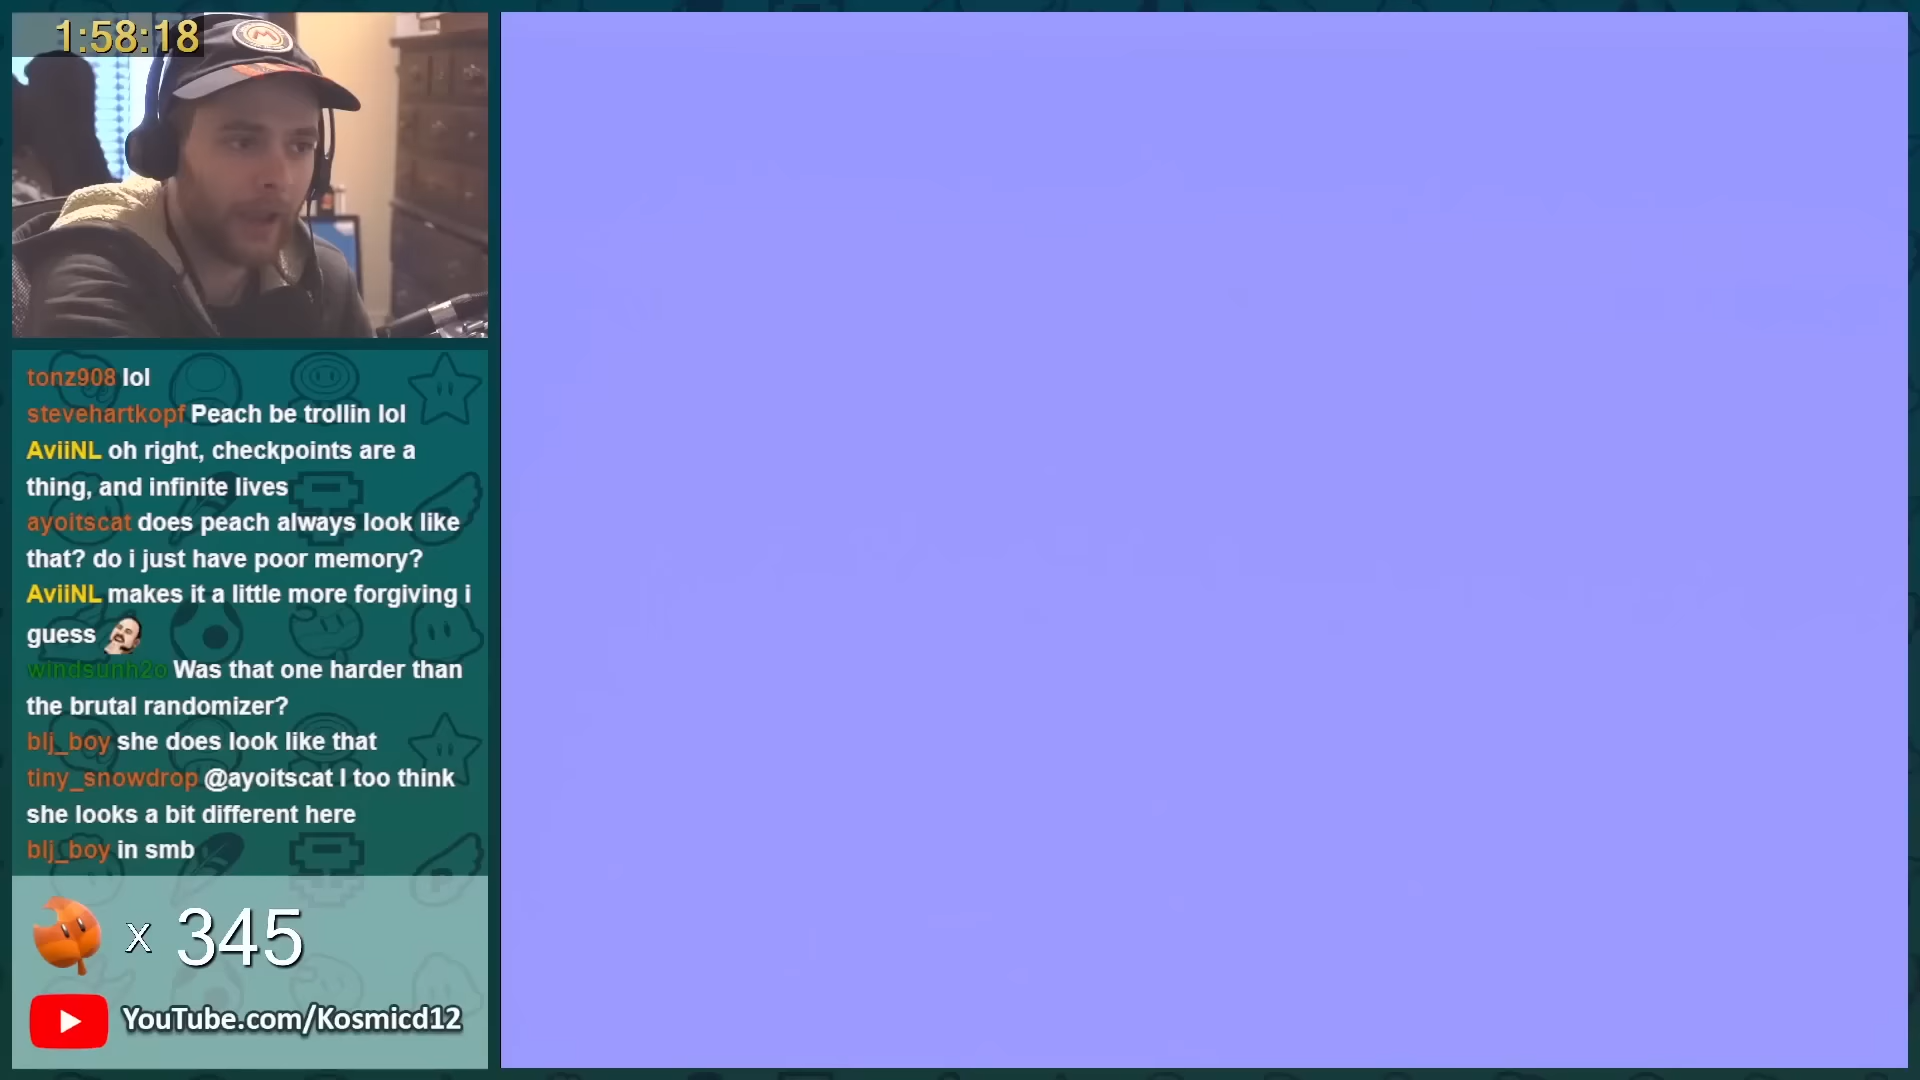 1:58:18
tonz908 lol
stevehartkopf Peach be trollin lol
AviiNL oh right, checkpoints are a
thing, and infinite lives
ayoitscat does peach always look like
that? do i just have poor memory?
AviiNL makes it a little more forgiving i
guess
windsunh2o Was that one harder than
the brutal randomizer?
blj_boy she does look like that
tiny_snowdrop @ayoitscat I too think
she looks a bit different here
blj_boy in smb
x 345
YouTube.com/Kosmicd12